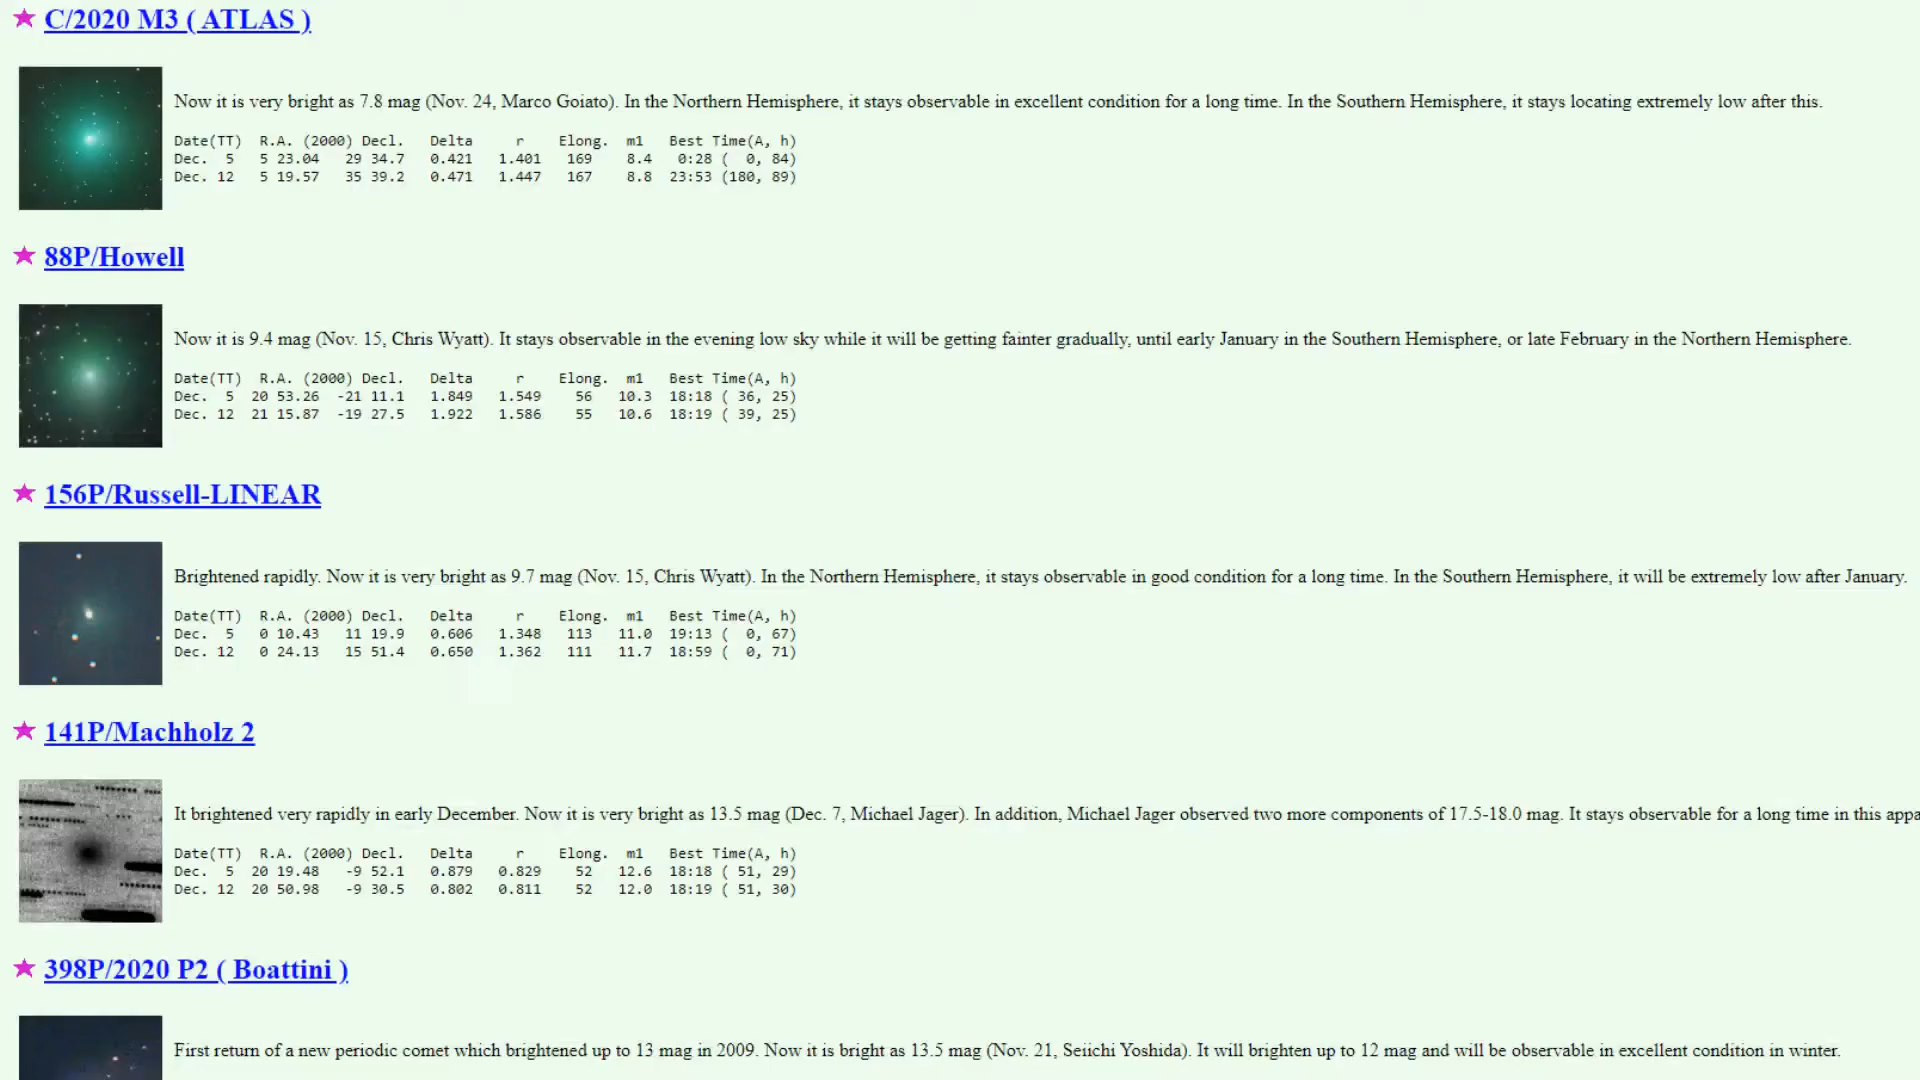 C/2020 M3 ( ATLAS )
Now it is very bright as 7.8 mag (Nov. 24, Marco Goiato). In the Northern Hemisphere, it stays observable in excellent condition for a long time. In the Southern Hemisphere, it stays locating extremely low after this.
Date(TT)  R.A. (2000) Decl.   Delta     r    Elong.  m1   Best Time(A, h)
Dec.  5   5 23.04   29 34.7   0.421   1.401   169    8.4   0:28 (  0, 84)
Dec. 12   5 19.57   35 39.2   0.471   1.447   167    8.8  23:53 (180, 89)
88P/Howell
Now it is 9.4 mag (Nov. 15, Chris Wyatt). It stays observable in the evening low sky while it will be getting fainter gradually, until early January in the Southern Hemisphere, or late February in the Northern Hemisphere.
Date(TT)  R.A. (2000) Decl.   Delta     r    Elong.  m1   Best Time(A, h)
Dec.  5  20 53.26  -21 11.1   1.849   1.549    56   10.3  18:18 ( 36, 25)
Dec. 12  21 15.87  -19 27.5   1.922   1.586    55   10.6  18:19 ( 39, 25)
156P/Russell-LINEAR
Brightened rapidly. Now it is very bright as 9.7 mag (Nov. 15, Chris Wyatt). In the Northern Hemisphere, it stays observable in good condition for a long time. In the Southern Hemisphere, it will be extremely low after January.
Date(TT)  R.A. (2000) Decl.   Delta     r    Elong.  m1   Best Time(A, h)
Dec.  5   0 10.43   11 19.9   0.606   1.348   113   11.0  19:13 (  0, 67)
Dec. 12   0 24.13   15 51.4   0.650   1.362   111   11.7  18:59 (  0, 71)
141P/Machholz 2
It brightened very rapidly in early December. Now it is very bright as 13.5 mag (Dec. 7, Michael Jager). In addition, Michael Jager observed two more components of 17.5-18.0 mag. It stays observable for a long time in this appa
Date(TT)  R.A. (2000) Decl.   Delta     r    Elong.  m1   Best Time(A, h)
Dec.  5  20 19.48   -9 52.1   0.879   0.829    52   12.6  18:18 ( 51, 29)
Dec. 12  20 50.98   -9 30.5   0.802   0.811    52   12.0  18:19 ( 51, 30)
398P/2020 P2 ( Boattini )
First return of a new periodic comet which brightened up to 13 mag in 2009. Now it is bright as 13.5 mag (Nov. 21, Seiichi Yoshida). It will brighten up to 12 mag and will be observable in excellent condition in winter.